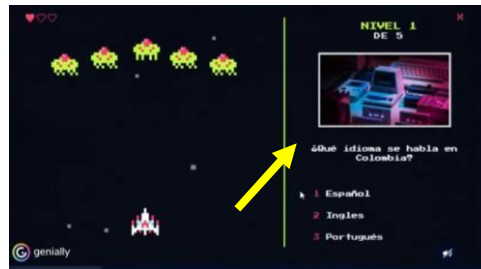 NIVEL 1
DE 5
¿Qué idioma se habla en
Colombia?
1 Español
2 Ingles
3 Portugués
genially